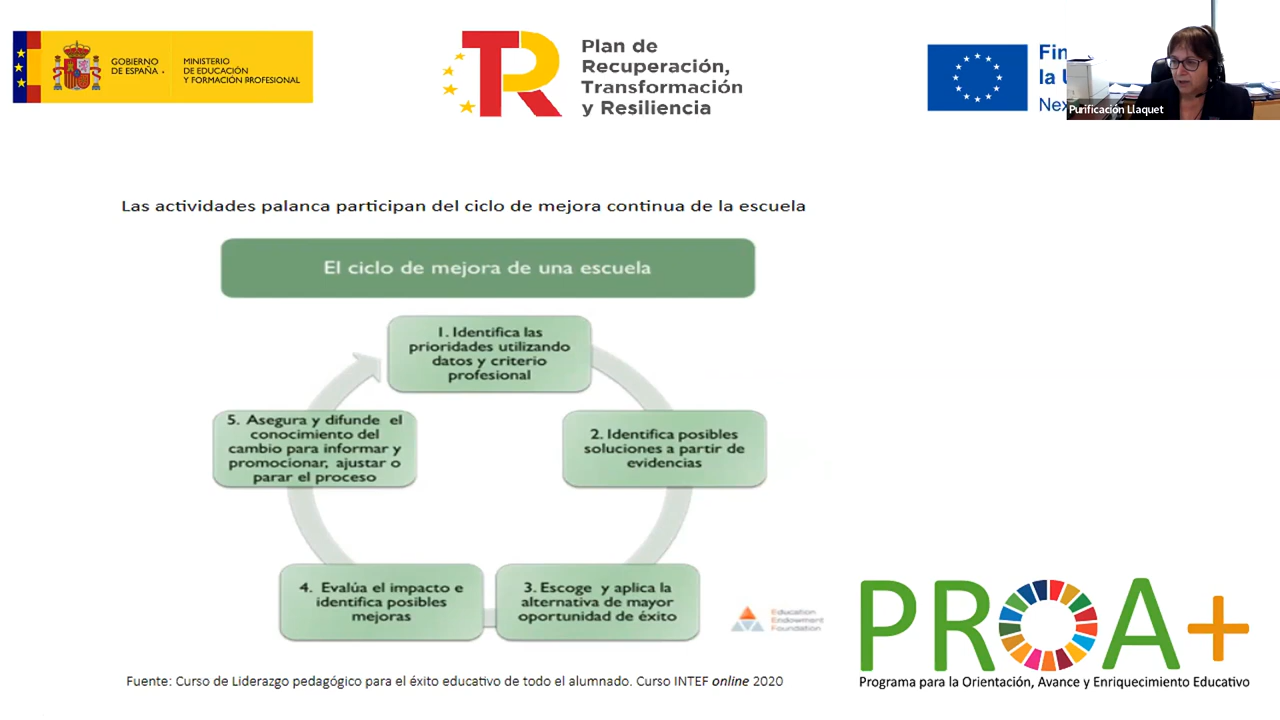 GOBIERNO
DE ESPAÑA
MINISTERIO
DE EDUCACIÓN
Y FORMACIÓN PROFESIONAL
Plan de
Recuperación,
Transformación
y Resiliencia
Purificación Llaquet
Las actividades palanca participan del ciclo de mejora continua de la escuela
El ciclo de mejora de una escuela
1. Identifica las
prioridades utilizando
datos y criterio
profesional
2. Identifica posibles
soluciones a partir de
evidencias
3. Escoge y aplica la
alternativa de mayor
oportunidad de éxito
4. Evalúa el impacto e
identifica posibles
mejoras
5. Asegura y difunde el
conocimiento del
cambio para informar y
promocionar, ajustar o
parar el proceso
Education
Endowment
Foundation
PROA+
Programa para la Orientación, Avance y Enriquecimiento Educativo
Fuente: Curso de Liderazgo pedagógico para el éxito educativo de todo el alumnado. Curso INTEF online 2020